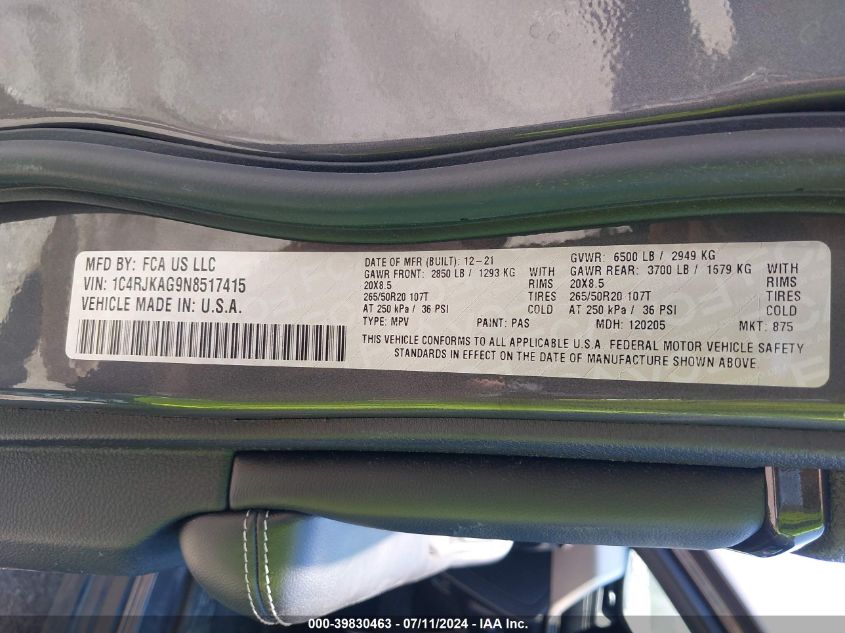 MFD BY: FCA US LLC
VIN: 1C4RJKAG9N8517415
VEHICLE MADE IN: U.S.A.
DATE OF MFR (BUILT): 12-21
GAWR FRONT: 2850 LB / 1293 KG WITH
20X8.5 RIMS
265/50R20 107T TIRES
AT 250 kPa / 36 PSI COLD
TYPE: MPV PAINT: PAS
GVWR: 6500 LB / 2949 KG
GAWR REAR: 3700 LB / 1679 KG WITH
20X8.5 RIMS
265/50R20 107T TIRES
AT 250 kPa / 36 PSI COLD
MDH: 120205 MKT: 875
THIS VEHICLE CONFORMS TO ALL APPLICABLE U.S.A. FEDERAL MOTOR VEHICLE SAFETY
STANDARDS IN EFFECT ON THE DATE OF MANUFACTURE SHOWN ABOVE
000-39830463 - 07/11/2024 - IAA Inc.